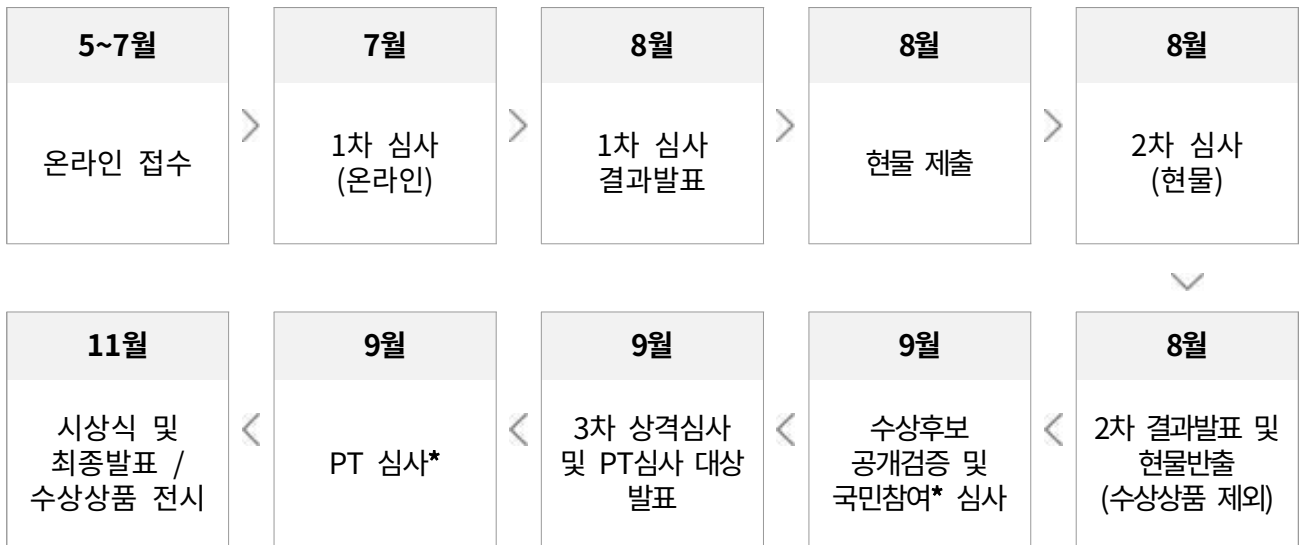 5~7월
온라인 접수
7월
1차 심사
(온라인)
8월
1차 심사
결과발표
8월
현물 제출
8월
2차 심사
(현물)
8월
2차 결과발표 및
현물반출
(수상상품 제외)
9월
수상후보
공개검증 및
국민참여* 심사
9월
3차 상격심사
및 PT심사 대상
발표
9월
PT 심사*
11월
시상식 및
최종발표 /
수상상품 전시